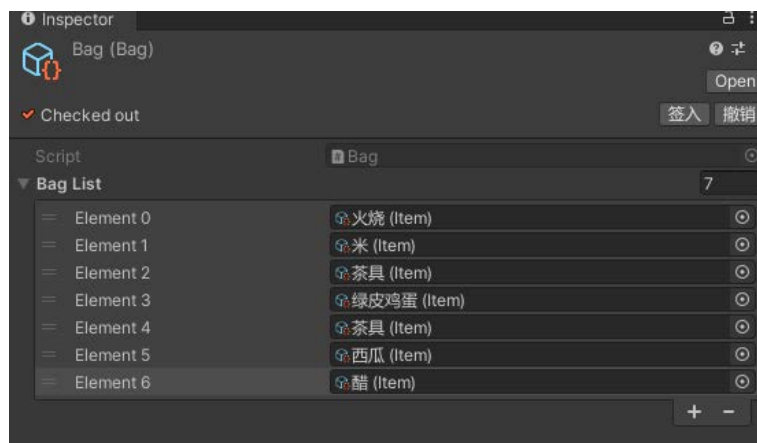 Inspector
Bag (Bag)
Open
Checked out 签入 撤销
Script Bag
Bag List 7
Element 0 火烧 (Item)
Element 1 米 (Item)
Element 2 茶具 (Item)
Element 3 绿皮鸡蛋 (Item)
Element 4 茶具 (Item)
Element 5 西瓜 (Item)
Element 6 醋 (Item)